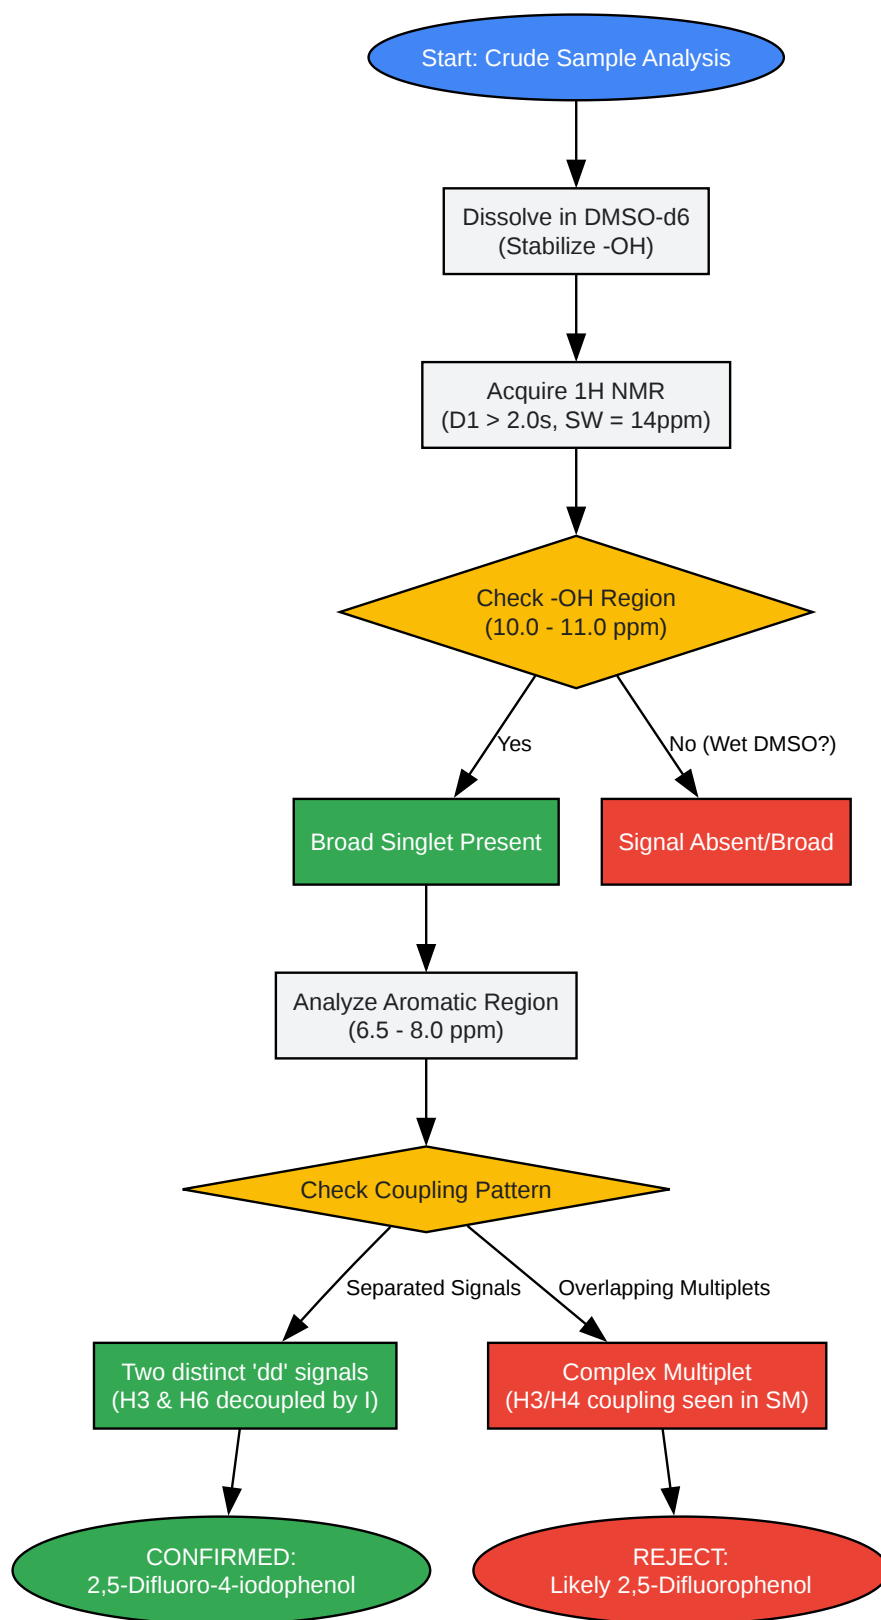 Start: Crude Sample Analysis
Dissolve in DMSO-d6
(Stabilize -OH)
Acquire 1H NMR
(D1 > 2.0s, SW = 14ppm)
Check -OH Region
(10.0 - 11.0 ppm)
Yes
No (Wet DMSO?)
Broad Singlet Present
Signal Absent/Broad
Analyze Aromatic Region
(6.5 - 8.0 ppm)
Check Coupling Pattern
Separated Signals
Overlapping Multiplets
Two distinct 'dd' signals
(H3 & H6 decoupled by I)
Complex Multiplet
(H3/H4 coupling seen in SM)
CONFIRMED:
2,5-Difluoro-4-iodophenol
REJECT:
Likely 2,5-Difluorophenol